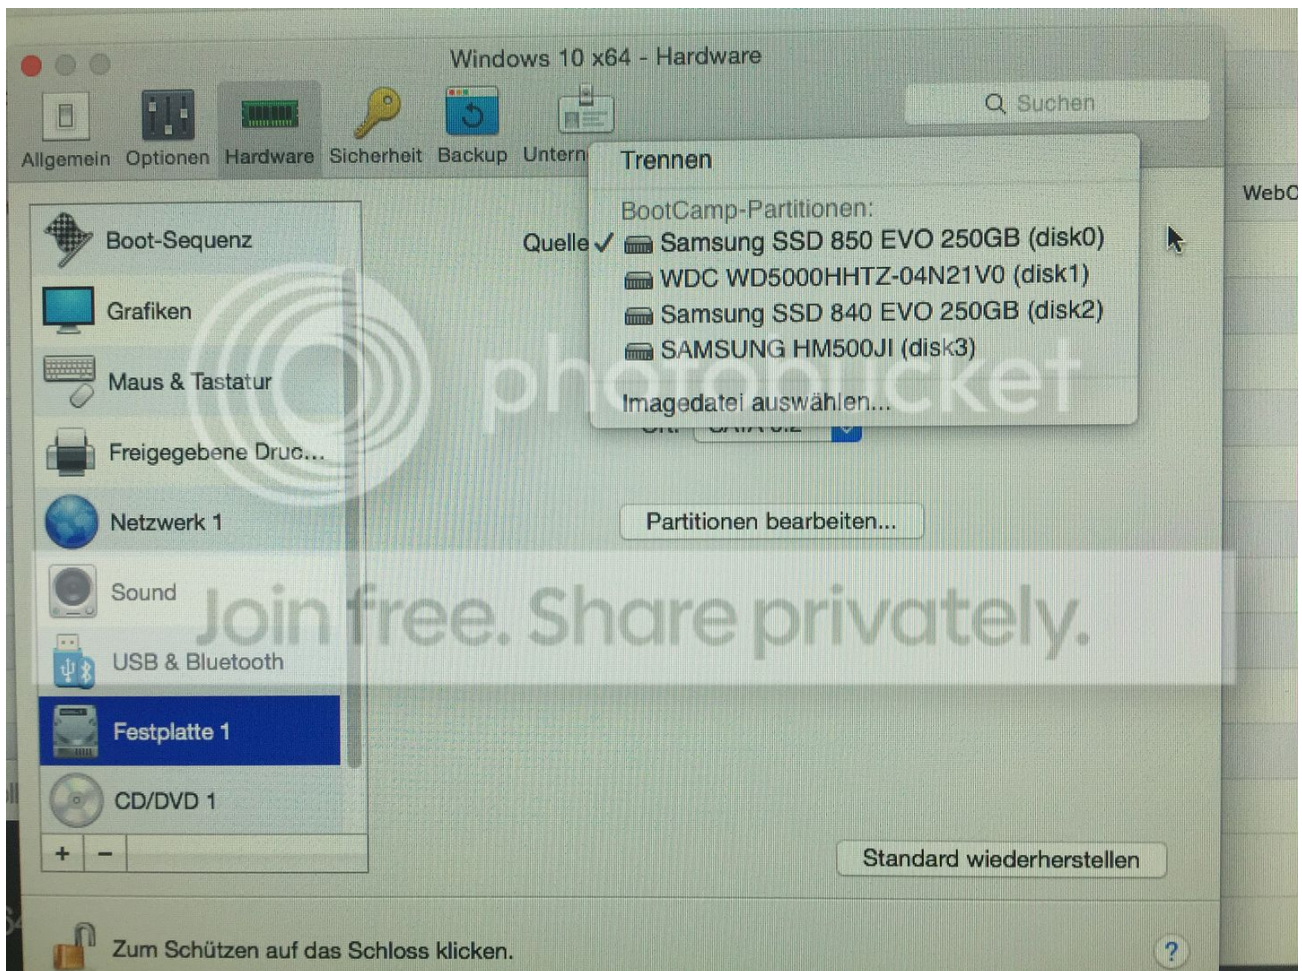 Windows 10 x64 - Hardware
Suchen
Allgemein
Optionen
Hardware
Sicherheit
Backup
Untern
Trennen
BootCamp-Partitionen:
WebC
Boot-Sequenz
Quelle
Samsung SSD 850 EVO 250GB (disk0)
WDC WD5000HHTZ-04N21V0 (disk1)
Grafiken
Samsung SSD 840 EVO 250GB (disk2)
SAMSUNG HM500JI (disk3)
Maus & Tastatur
photobucket
Imagedatei auswählen...
Freigegebene Druc...
Netzwerk 1
Partitionen bearbeiten...
Sound
Join free. Share privately.
USB & Bluetooth
Festplatte 1
CD/DVD 1
+ −
Standard wiederherstellen
Zum Schützen auf das Schloss klicken.
?